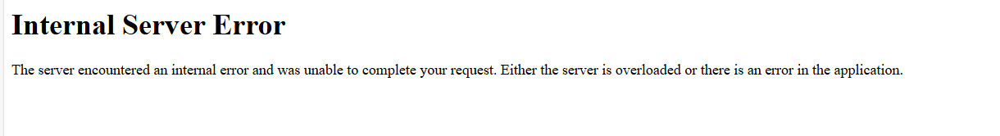 Internal Server Error
The server encountered an internal error and was unable to complete your request. Either the server is overloaded or there is an error in the application.